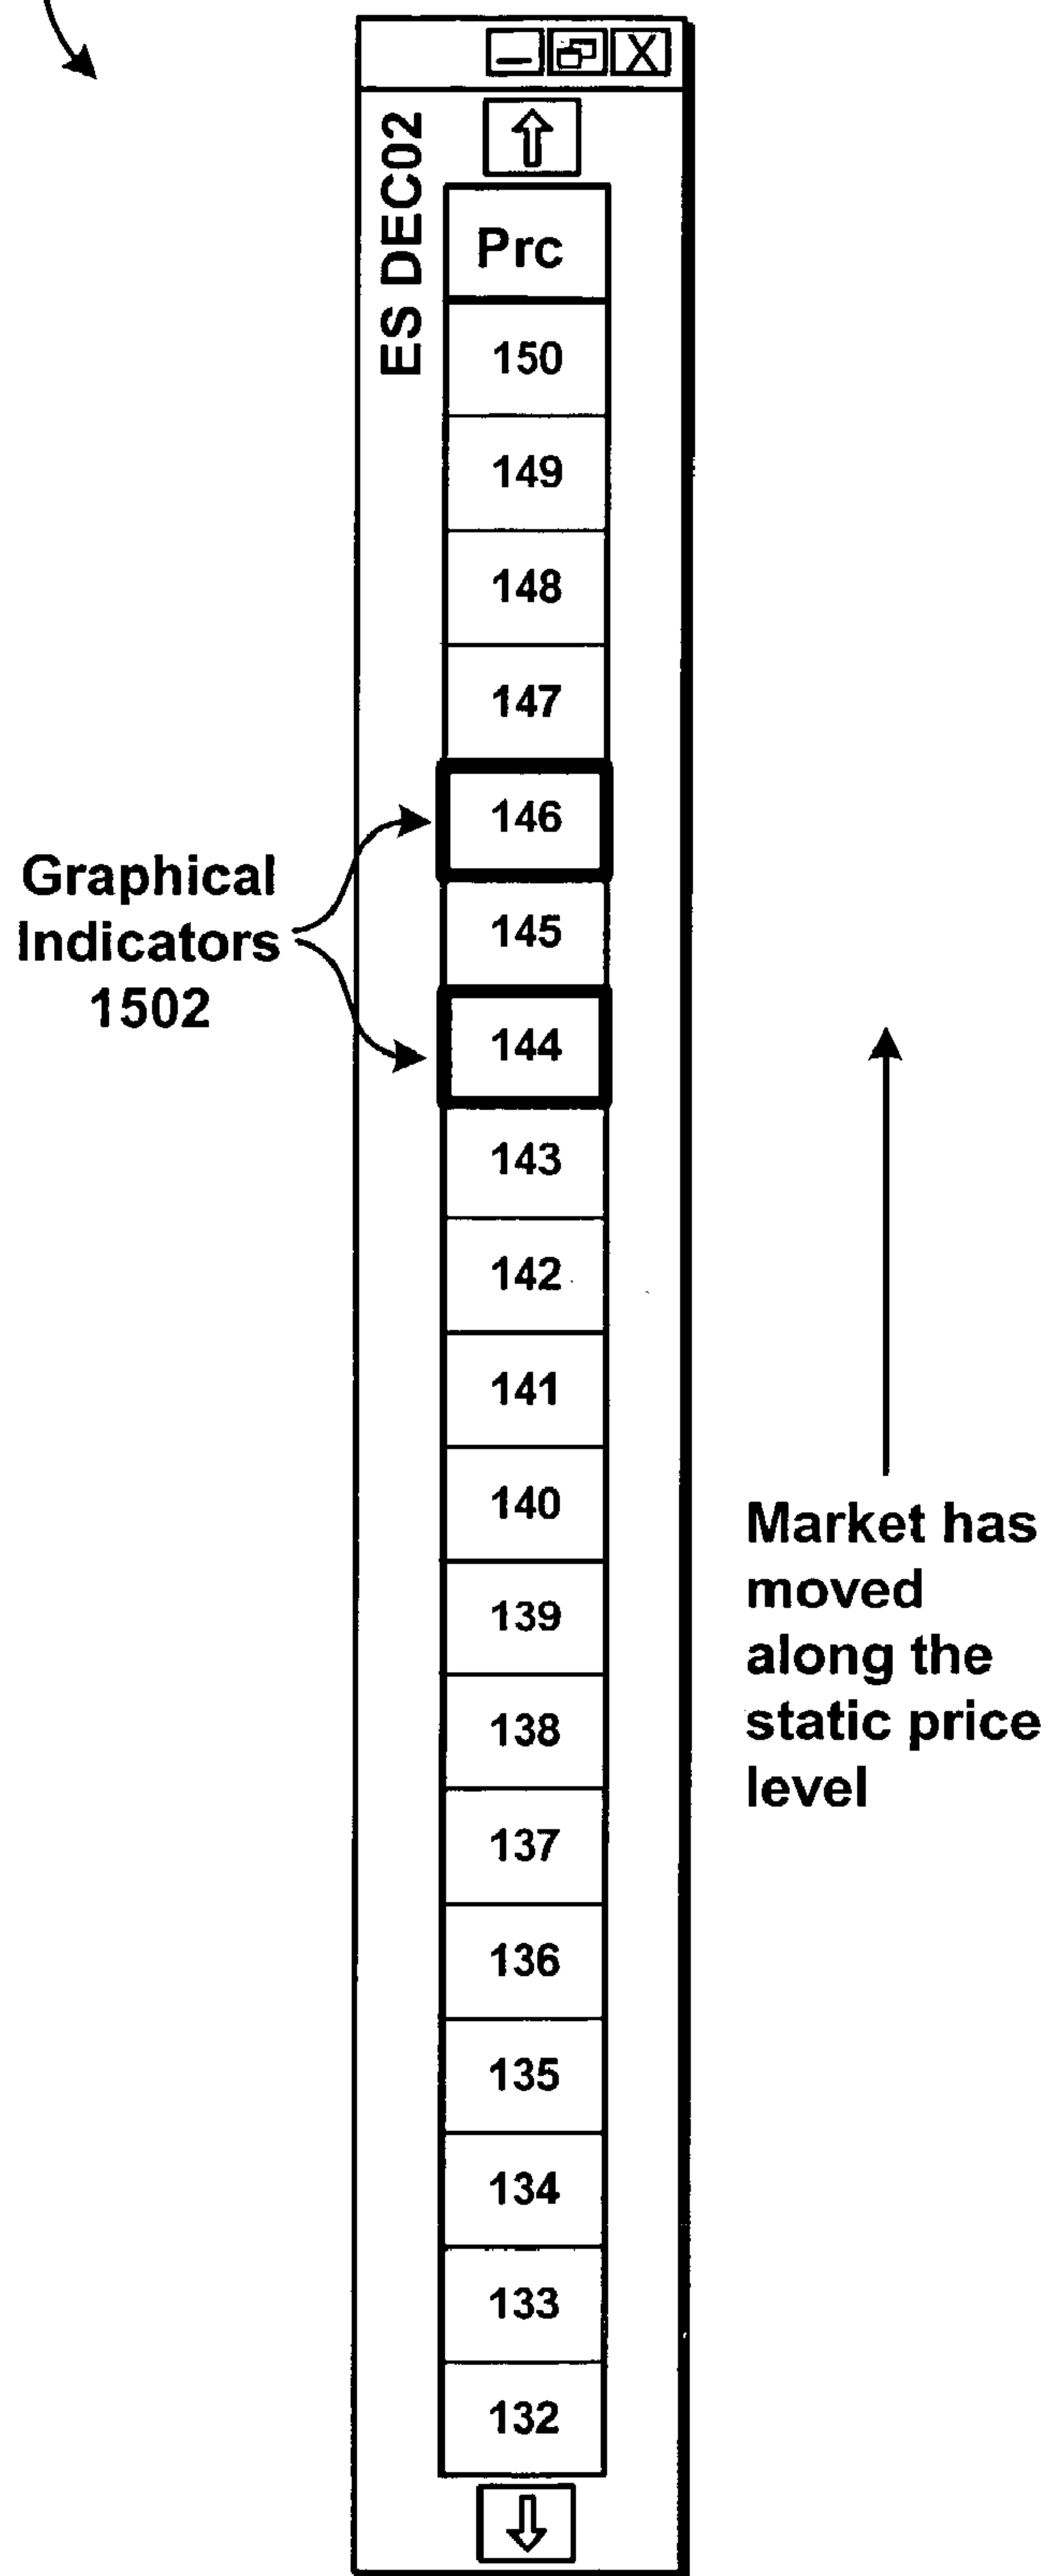 ES DEC02
Prc
150
149
148
147
146
145
144
143
142
141
140
139
138
137
136
135
134
133
132
Graphical
Indicators
1502
Market has
moved
along the
static price
level